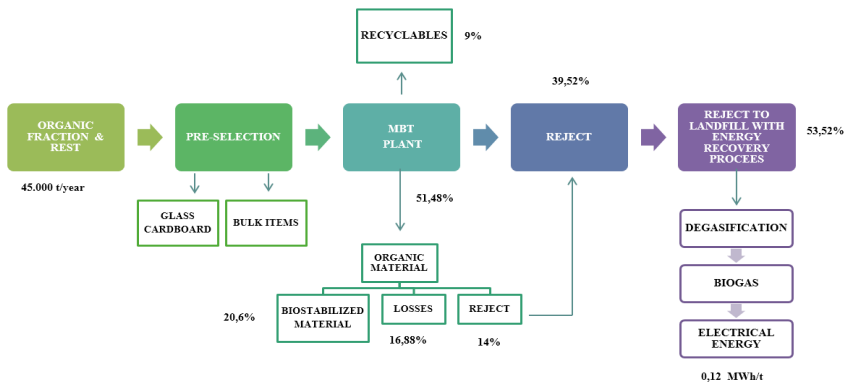 RECYCLABLES
9%
39,52%
ORGANIC
FRACTION & 
REST
PRE-SELECTION
MBT
PLANT
REJECT
REJECT TO
LANDFILL WITH
ENERGY
RECOVERY
PROCEES
53,52%
45.000 t/year
51,48%
GLASS
CARDBOARD
BULK ITEMS
ORGANIC
MATERIAL
DEGASIFICATION
20,6%
BIOSTABILIZED
MATERIAL
LOSSES
REJECT
16,88%
14%
BIOGAS
ELECTRICAL
ENERGY
0,12 MWh/t